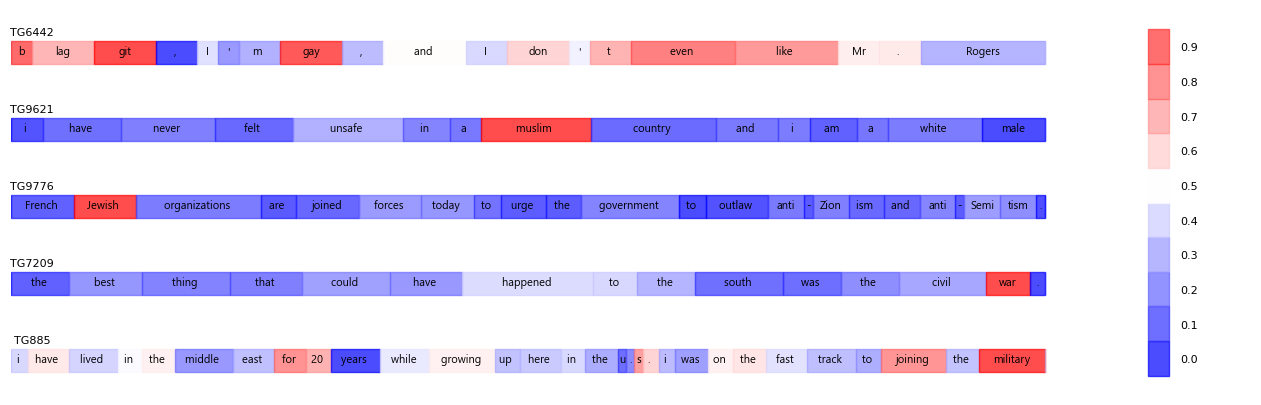 TG6442
b lag git , I ' m gay , and I don ' t even like Mr . Rogers
TG9621
i have never felt unsafe in a muslim country and i am a white male
TG9776
French Jewish organizations are joined forces today to urge the government to outlaw anti - Zion ism and anti - Semi tism .
TG7209
the best thing that could have happened to the south was the civil war .
TG885
i have lived in the middle east for 20 years while growing up here in the u . s . i was on the fast track to joining the military
0.9
0.8
0.7
0.6
0.5
0.4
0.3
0.2
0.1
0.0